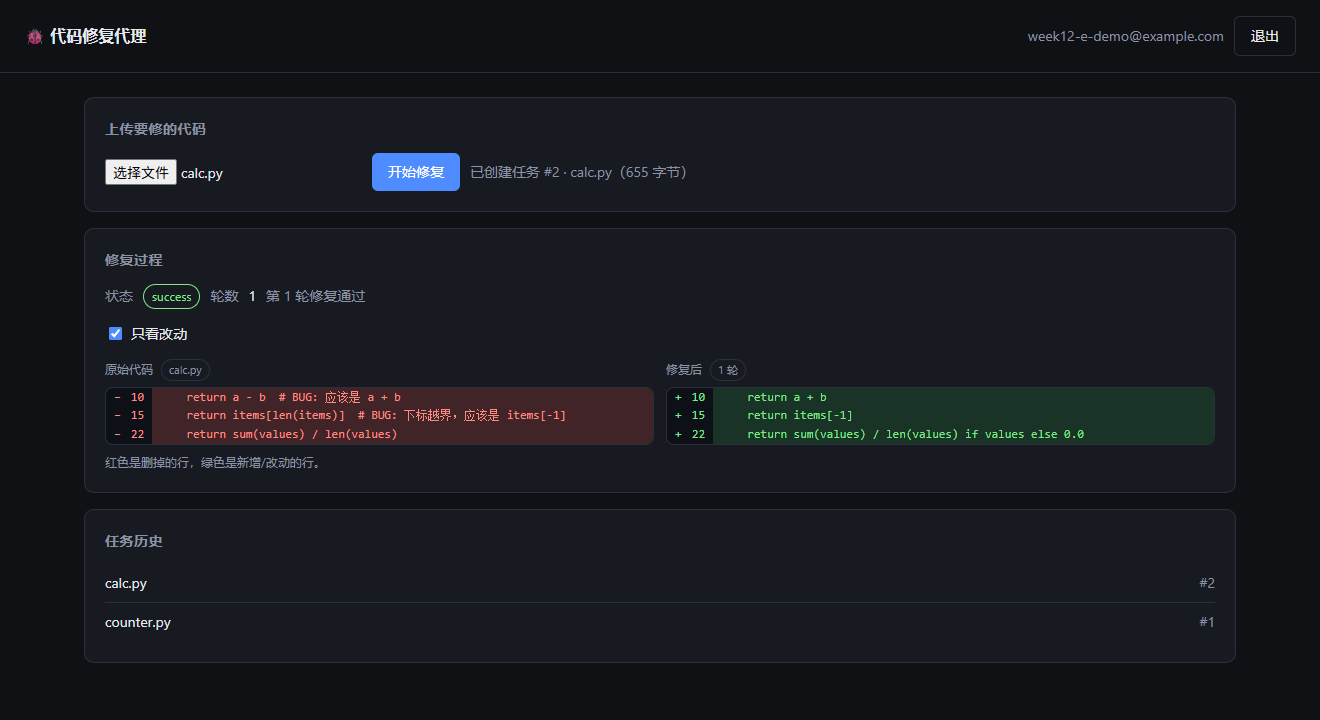 代码修复代理
week12-e-demo@example.com 退出
上传要修的代码
选择文件 calc.py 开始修复 已创建任务 #2 · calc.py（655 字节）
修复过程
状态 success 轮数 1 第 1 轮修复通过
只看改动
原始代码 calc.py
- 10 return a - b  # BUG: 应该是 a + b
- 15 return items[len(items)]  # BUG: 下标越界，应该是 items[-1]
- 22 return sum(values) / len(values)
修复后 1 轮
+ 10 return a + b
+ 15 return items[-1]
+ 22 return sum(values) / len(values) if values else 0.0
红色是删掉的行，绿色是新增/改动的行。
任务历史
calc.py #2
counter.py #1